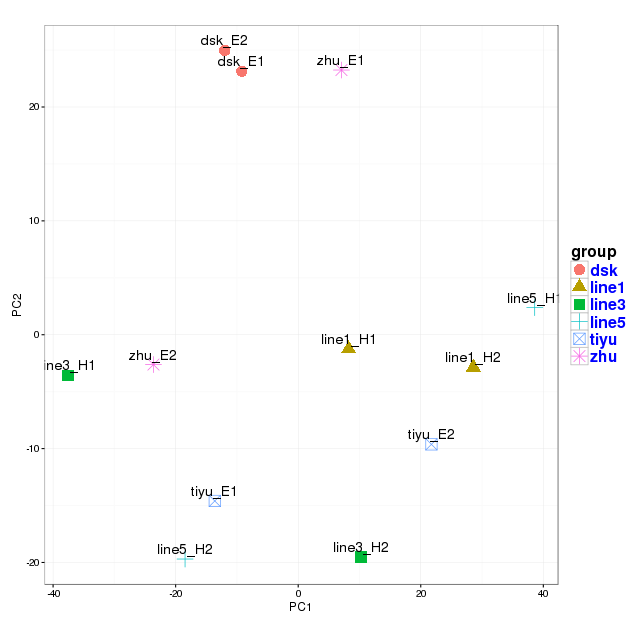 dsk_E2
dsk_E1
zhu_E1
20
10
group
dsk
line1
line3
line5
tiyu
zhu
line5_H1
PC2
0
line1_H1
line1_H2
ine3_H1
zhu_E2
tiyu_E2
-10
tiyu_E1
line5_H2
line3_H2
-20
-40
-20
0
20
40
PC1